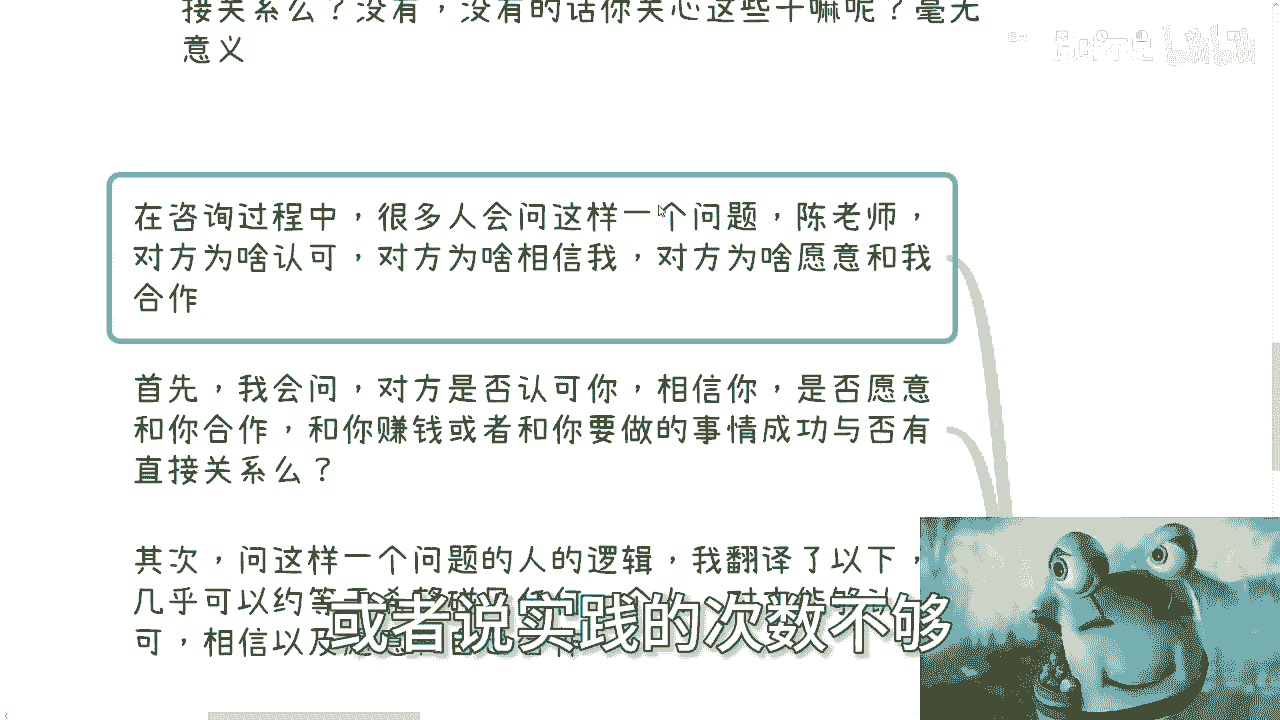 接关系么？没有，没有的话你关心这些干嘛呢？毫无
意义
在咨询过程中，很多人会问这样一个问题，陈老师，
对方为啥认可，对方为啥相信我，对方为啥愿意和我
合作
首先，我会问，对方是否认可你，相信你，是否愿意
和你合作，和你赚钱或者和你要做的事情成功与否有
直接关系么？
其次，问这样一个问题的人的逻辑，我翻译了以下，
几乎可以约等于
可，相信以及
或者说实践的次数不够